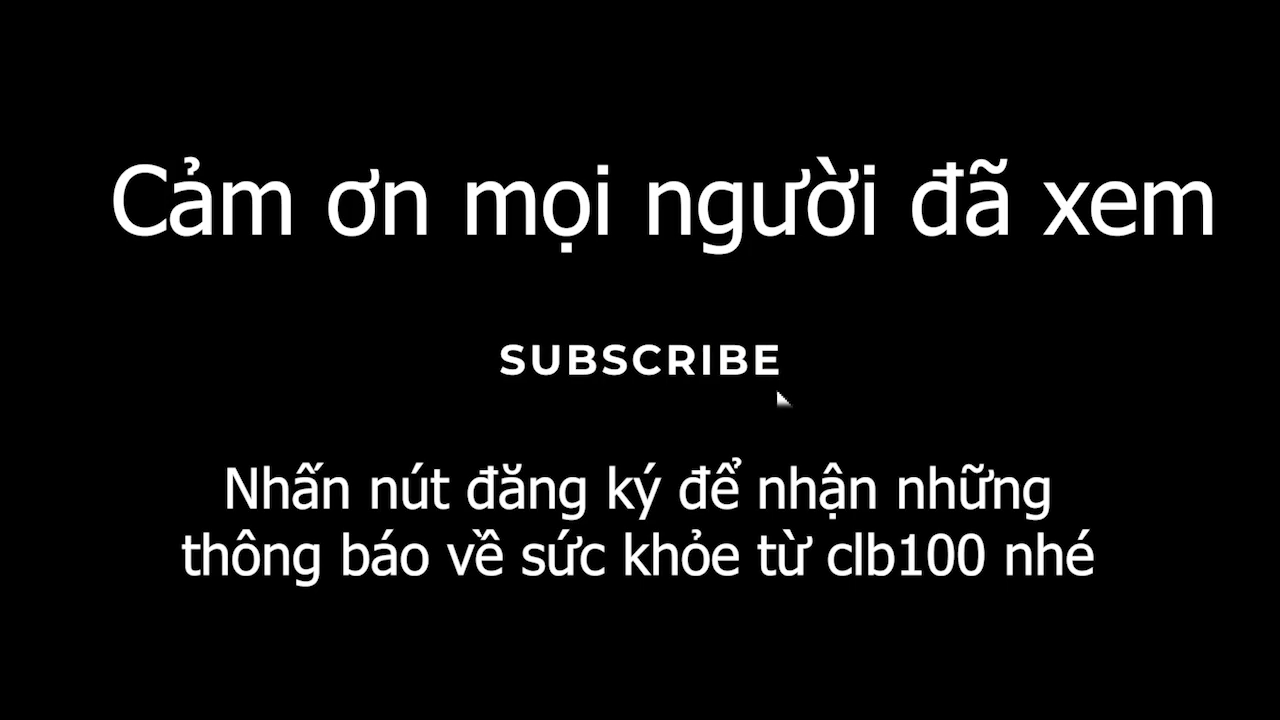 Cảm ơn mọi người đã xem
SUBSCRIBE
Nhấn nút đăng ký để nhận những
thông báo về sức khỏe từ clb100 nhé